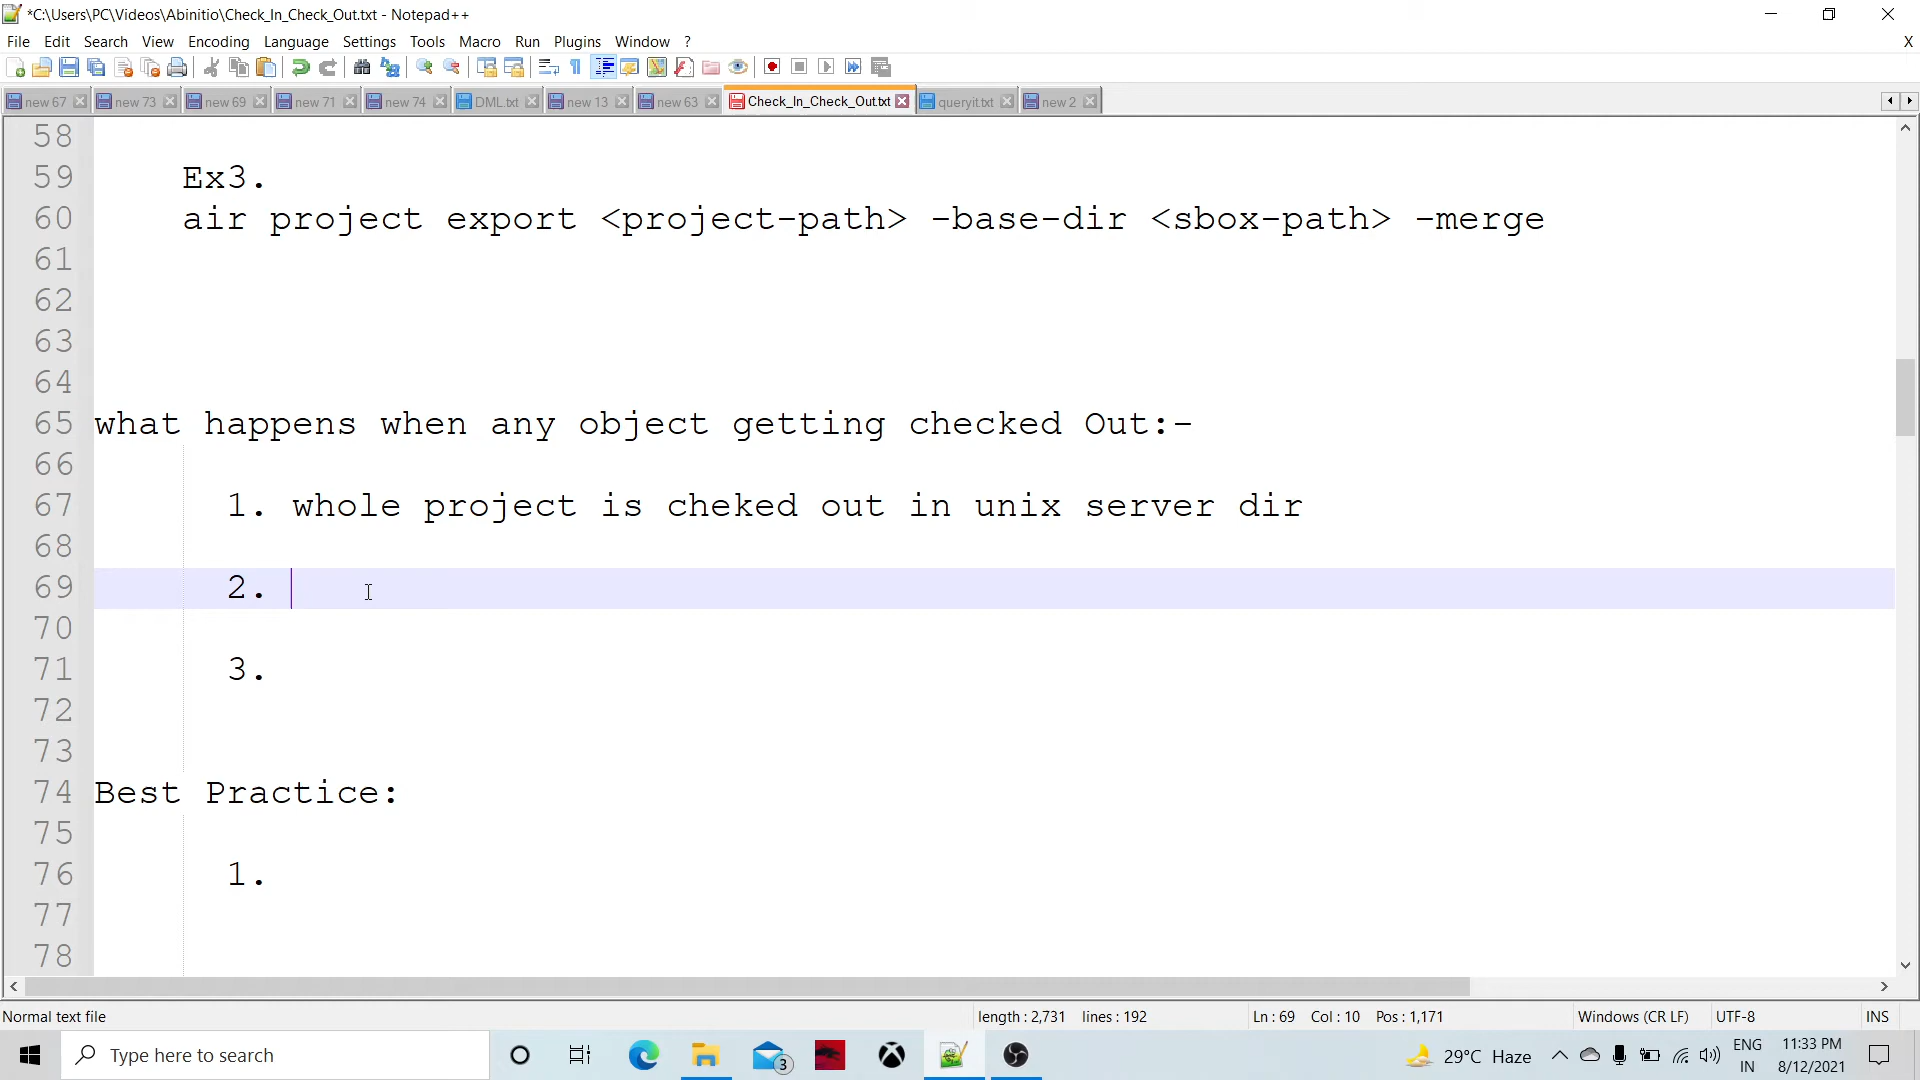 *C:\Users\PC\Videos\Abinitio\Check_In_Check_Out.txt - Notepad++
File Edit Search View Encoding Language Settings Tools Macro Run Plugins Window ? X
new 67 new 73 new 69 new 71 new 74 DML.txt new 13 new 63 Check_In_Check_Out.txt queryit.txt new 2
58
59 Ex3.
60 air project export <project-path> -base-dir <sbox-path> -merge
61
62
63
64
65 what happens when any object getting checked Out:-
66
67 1. whole project is cheked out in unix server dir
68
69 2.
70
71 3.
72
73
74 Best Practice:
75
76 1.
77
78
Normal text file length : 2,731 lines : 192 Ln : 69 Col : 10 Pos : 1,171 Windows (CR LF) UTF-8 INS
Type here to search 3 29°C Haze ENG IN 11:33 PM 8/12/2021